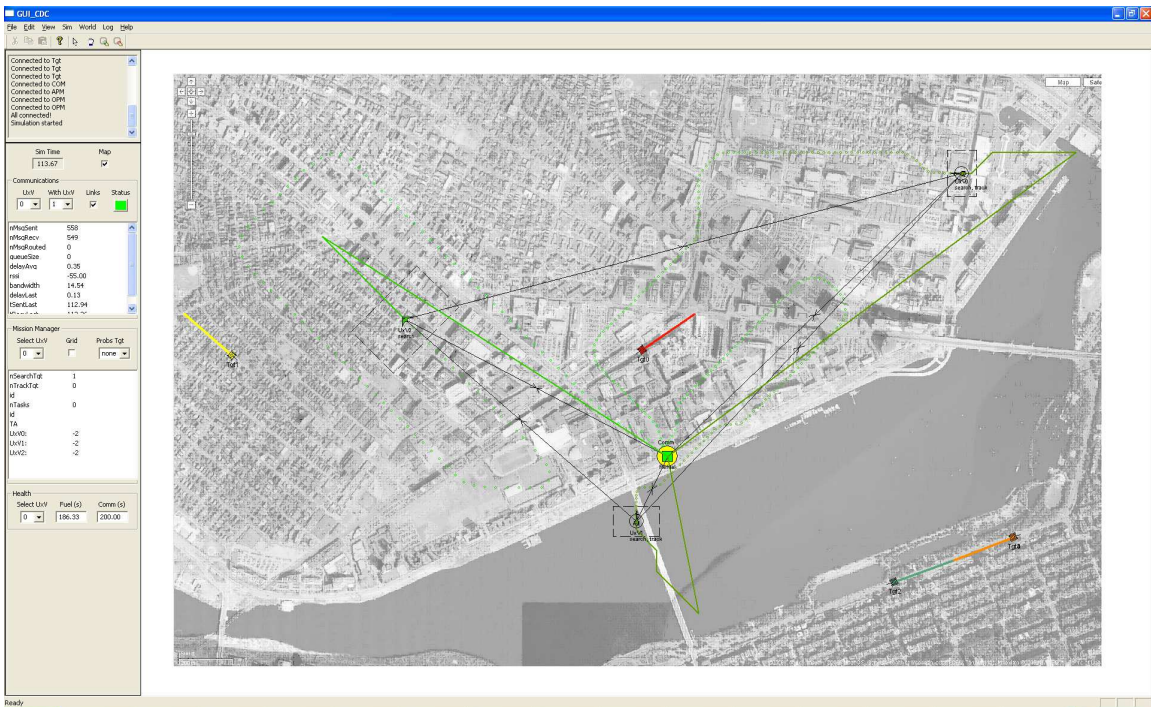 GUI_CDC
File Edit View Sim World Log Help
Connected to Tgt
Connected to Tgt
Connected to Tgt
Connected to COM
Connected to APM
Connected to OPM
Connected to OPM
All connected!
Simulation started
Sim Time Map
113.67
Communications
UxV With UxV Links Status
0 1
nMsgSent 558
nMsgRecv 549
nMsgRouted 0
queueSize 0
delayAvg 0.35
rssi -55.00
bandwidth 14.54
delayLast 0.13
tSentLast 112.94
Mission Manager
Select UxV Grid Probs Tgt
0 none
nSearchTgt 1
nTrackTgt 0
id
nTasks 0
id
TA
UxV0: -2
UxV1: -2
UxV2: -2
Health
Select UxV Fuel (s) Comm (s)
0 186.33 200.00
Map
search, track
search
Tgt1
Tgt0
Comm
search, track
Tgt2
Ready